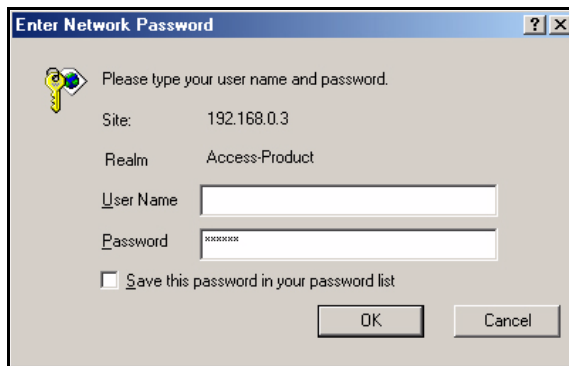 Enter Network Password
Please type your user name and password.
Site: 192.168.0.3
Realm Access-Product
User Name
Password xxxxxx
Save this password in your password list
OK Cancel